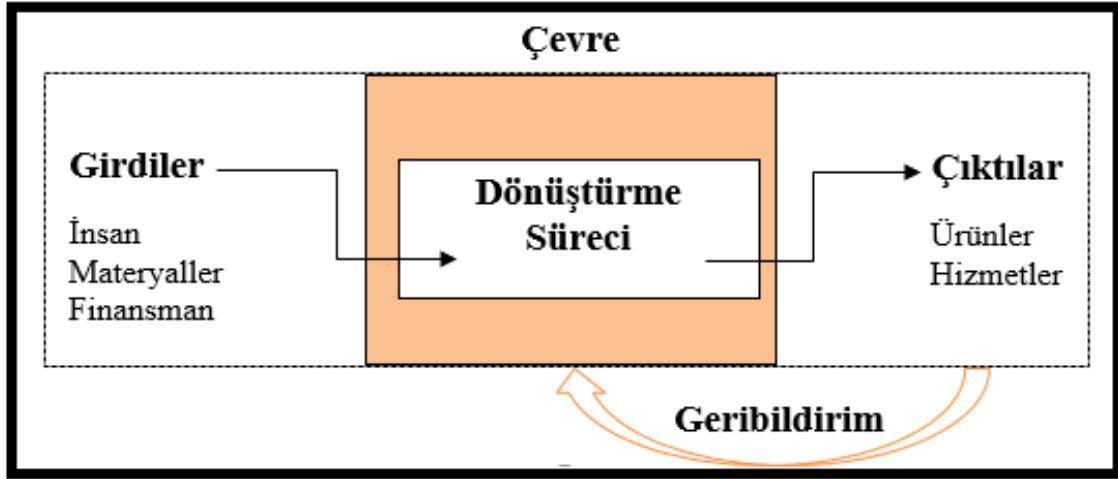 Çevre
Girdiler
İnsan
Materyaller
Finansman
Dönüştürme
Süreci
Çıktılar
Ürünler
Hizmetler
Geribildirim